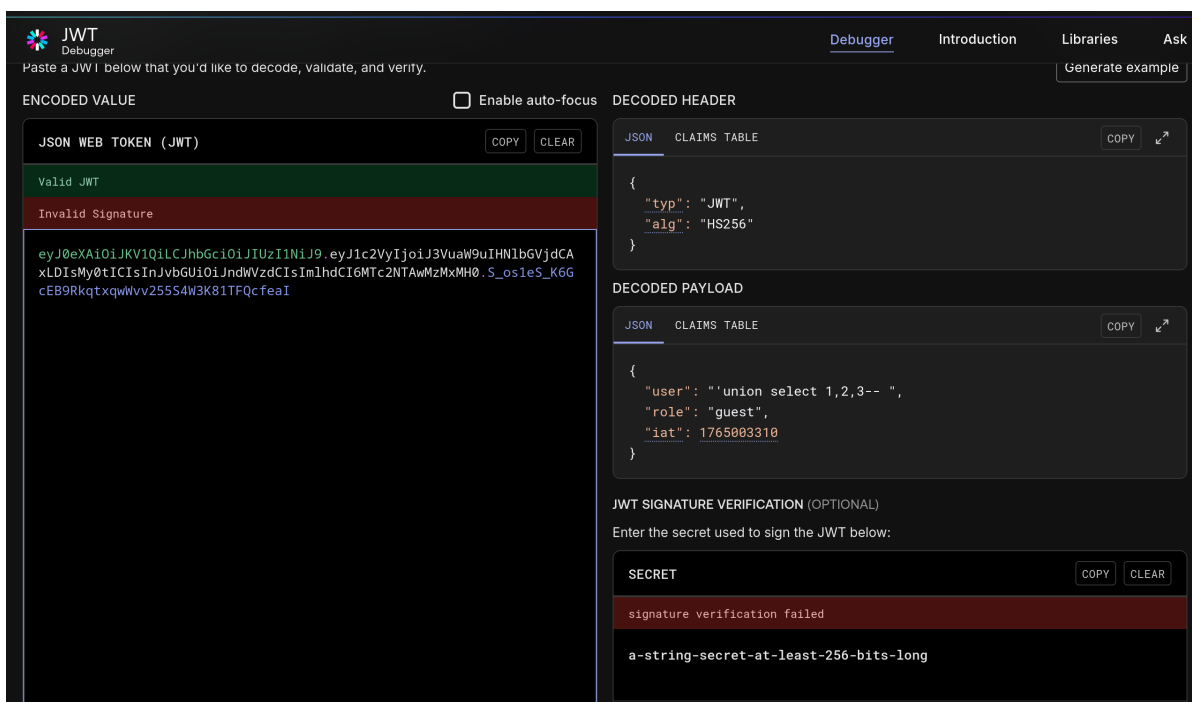 JWT
Debugger
Debugger
Introduction
Libraries
Ask
Paste a JWT below that you'd like to decode, validate, and verify.
Generate example
ENCODED VALUE
Enable auto-focus
JSON WEB TOKEN (JWT)
COPY
CLEAR
Valid JWT
Invalid Signature
eyJ0eXAiOiJKV1QiLCJhbGciOiJIUzI1NiJ9.eyJ1c2VyIjoiJ3VuaW9uIHNlbGVjdCA
xLDIsMy0tICIsInJvbGUiOiJndWVzdCIsImlhdCI6MTc2NTAwMzMxMH0.S_os1eS_K6G
cEB9RkqtxqwWvv255S4W3K81TFQcfeaI
DECODED HEADER
JSON
CLAIMS TABLE
COPY
{
"typ": "JWT",
"alg": "HS256"
}
DECODED PAYLOAD
JSON
CLAIMS TABLE
COPY
{
"user": "'union select 1,2,3-- ",
"role": "guest",
"iat": 1765003310
}
JWT SIGNATURE VERIFICATION (OPTIONAL)
Enter the secret used to sign the JWT below:
SECRET
COPY
CLEAR
signature verification failed
a-string-secret-at-least-256-bits-long